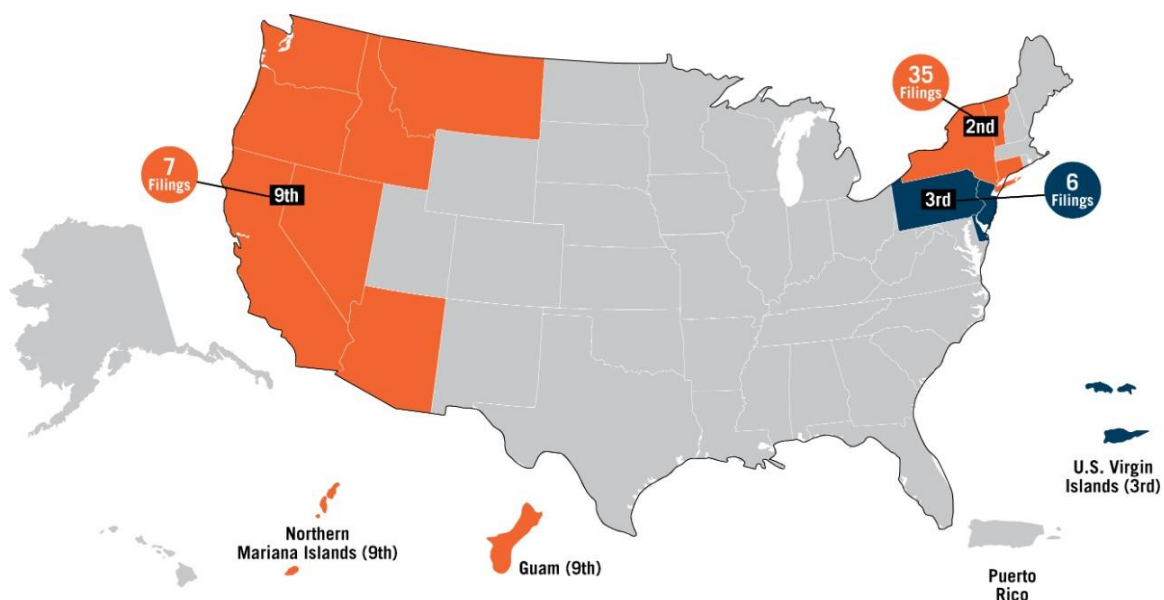 35
Filings
2nd
7
Filings
9th
3rd
6
Filings
U.S. Virgin
Islands (3rd)
Northern
Mariana Islands (9th)
Guam (9th)
Puerto
Rico